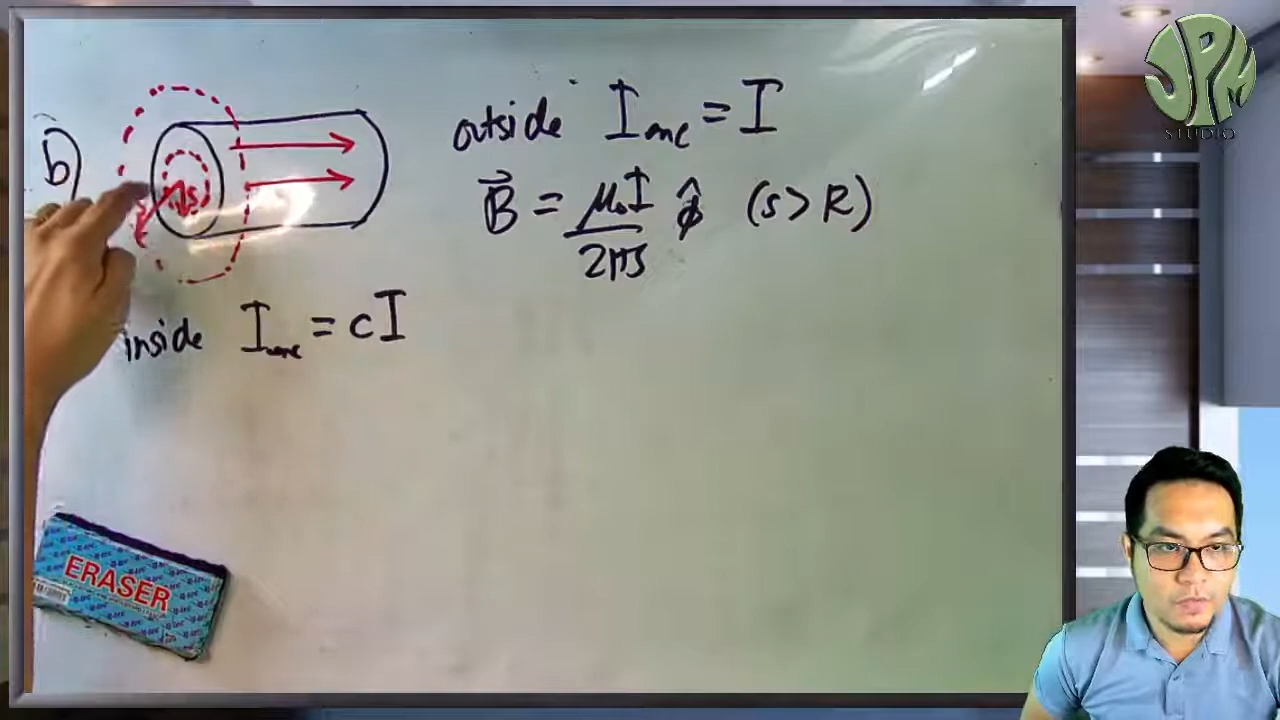 b)
s
outside I_enc = I
B⃗ = μ₀I / 2πs φ̂ (s > R)
inside I_enc = cI
ERASER
JPM
STUDIO